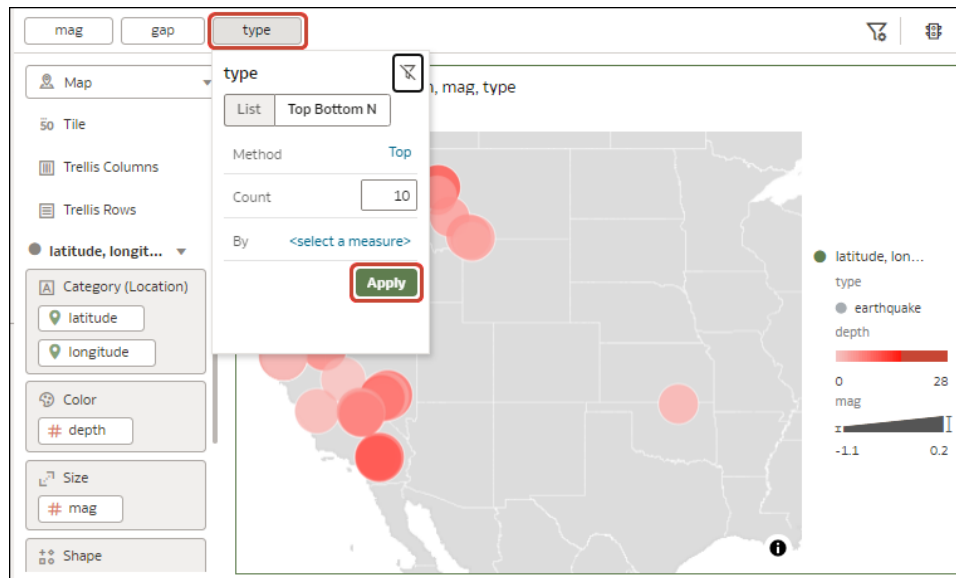 mag gap type
type
List Top Bottom N
Method Top
Count 10
By <select a measure>
Apply
Map
50 Tile
Trellis Columns
Trellis Rows
latitude, longit...
A Category (Location)
latitude
longitude
Color
# depth
Size
# mag
Shape
, mag, type
latitude, lon...
type
earthquake
depth
0 28
mag
-1.1 0.2